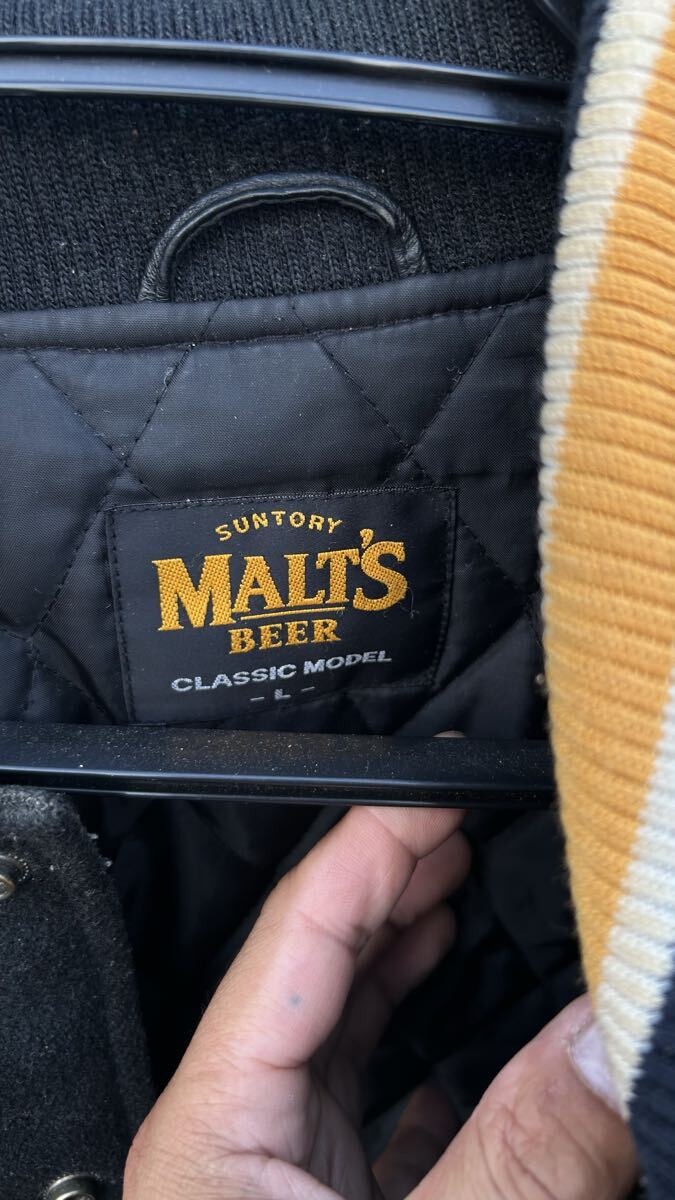 SUNTORY
MALT'S
BEER
CLASSIC MODEL
- L -